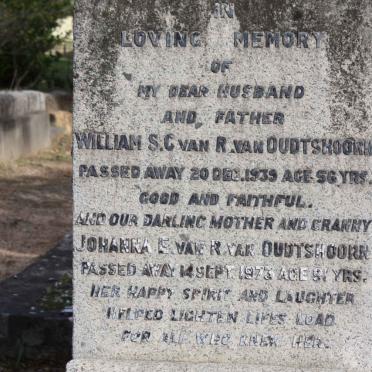 IN
LOVING MEMORY
OF
MY DEAR HUSBAND
AND, FATHER
WILLIAM S.C VAN R. VAN OUDTSHOORN
PASSED AWAY 20 DEC. 1939 AGE 56 YRS.
GOOD AND FAITHFUL.
AND OUR DARLING MOTHER AND GRANNY
JOHANNA E. VAN R. VAN OUDTSHOORN
PASSED AWAY 14 SEPT. 1973 AGE 81 YRS.
HER HAPPY SPIRIT AND LAUGHTER
HELPED LIGHTEN LIFES LOAD
FOR ALL WHO KNEW HER.